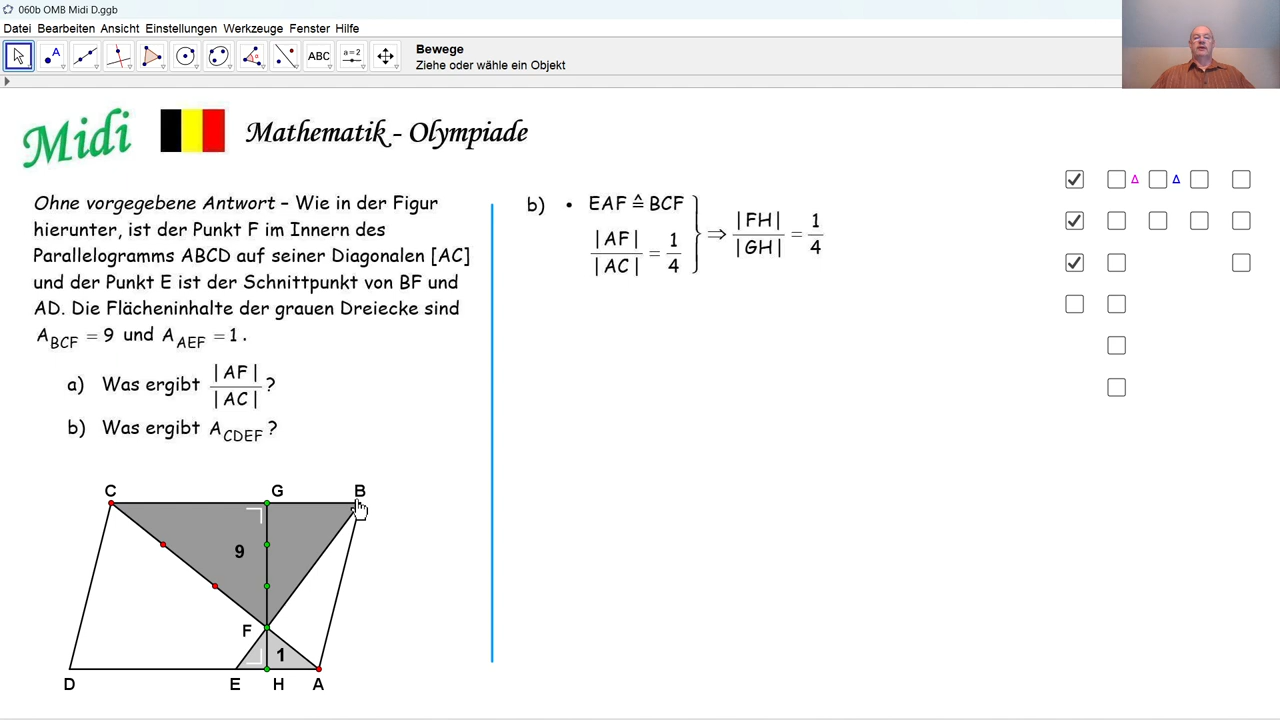 060b OMB Midi D.ggb
Datei Bearbeiten Ansicht Einstellungen Werkzeuge Fenster Hilfe
A ABC a=2
Bewege
Ziehe oder wähle ein Objekt
Midi Mathematik - Olympiade
Ohne vorgegebene Antwort – Wie in der Figur
hierunter, ist der Punkt F im Innern des
Parallelogramms ABCD auf seiner Diagonalen [AC]
und der Punkt E ist der Schnittpunkt von BF und
AD. Die Flächeninhalte der grauen Dreiecke sind
A_BCF = 9 und A_AEF = 1 .
a) Was ergibt |AF| / |AC| ?
b) Was ergibt A_CDEF ?
b) • EAF ≙ BCF
|AF| / |AC| = 1/4 } ⇒ |FH| / |GH| = 1/4
Δ Δ
C G B
9
F
1
D E H A